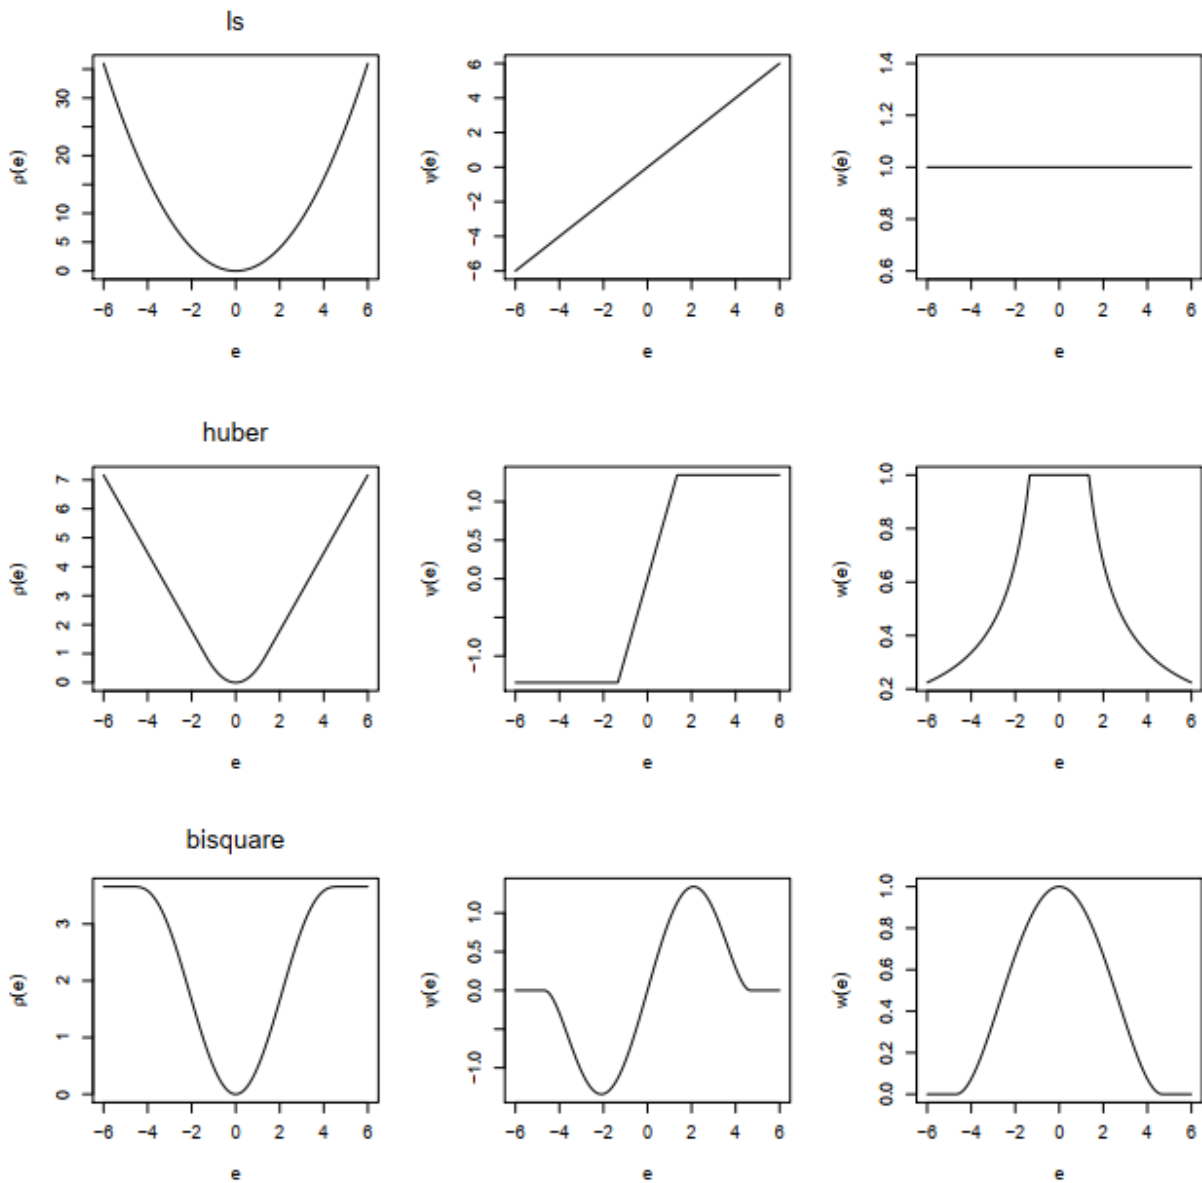 ls
ρ(e)
0 5 10 20 30
−6 −4 −2 0 2 4 6
e
ψ(e)
−6 −4 −2 0 2 4 6
−6 −4 −2 0 2 4 6
e
w(e)
0.6 0.8 1.0 1.2 1.4
−6 −4 −2 0 2 4 6
e
huber
ρ(e)
0 1 2 3 4 5 6 7
−6 −4 −2 0 2 4 6
e
ψ(e)
−1.0 0.0 0.5 1.0
−6 −4 −2 0 2 4 6
e
w(e)
0.2 0.4 0.6 0.8 1.0
−6 −4 −2 0 2 4 6
e
bisquare
ρ(e)
0 1 2 3
−6 −4 −2 0 2 4 6
e
ψ(e)
−1.0 0.0 0.5 1.0
−6 −4 −2 0 2 4 6
e
w(e)
0.0 0.2 0.4 0.6 0.8 1.0
−6 −4 −2 0 2 4 6
e